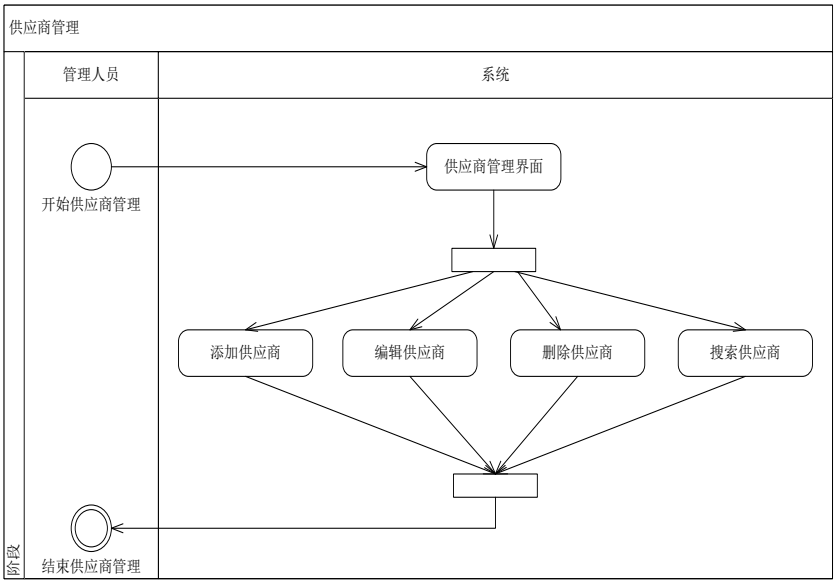 供应商管理
管理人员
系统
供应商管理界面
开始供应商管理
添加供应商
编辑供应商
删除供应商
搜索供应商
阶段
结束供应商管理